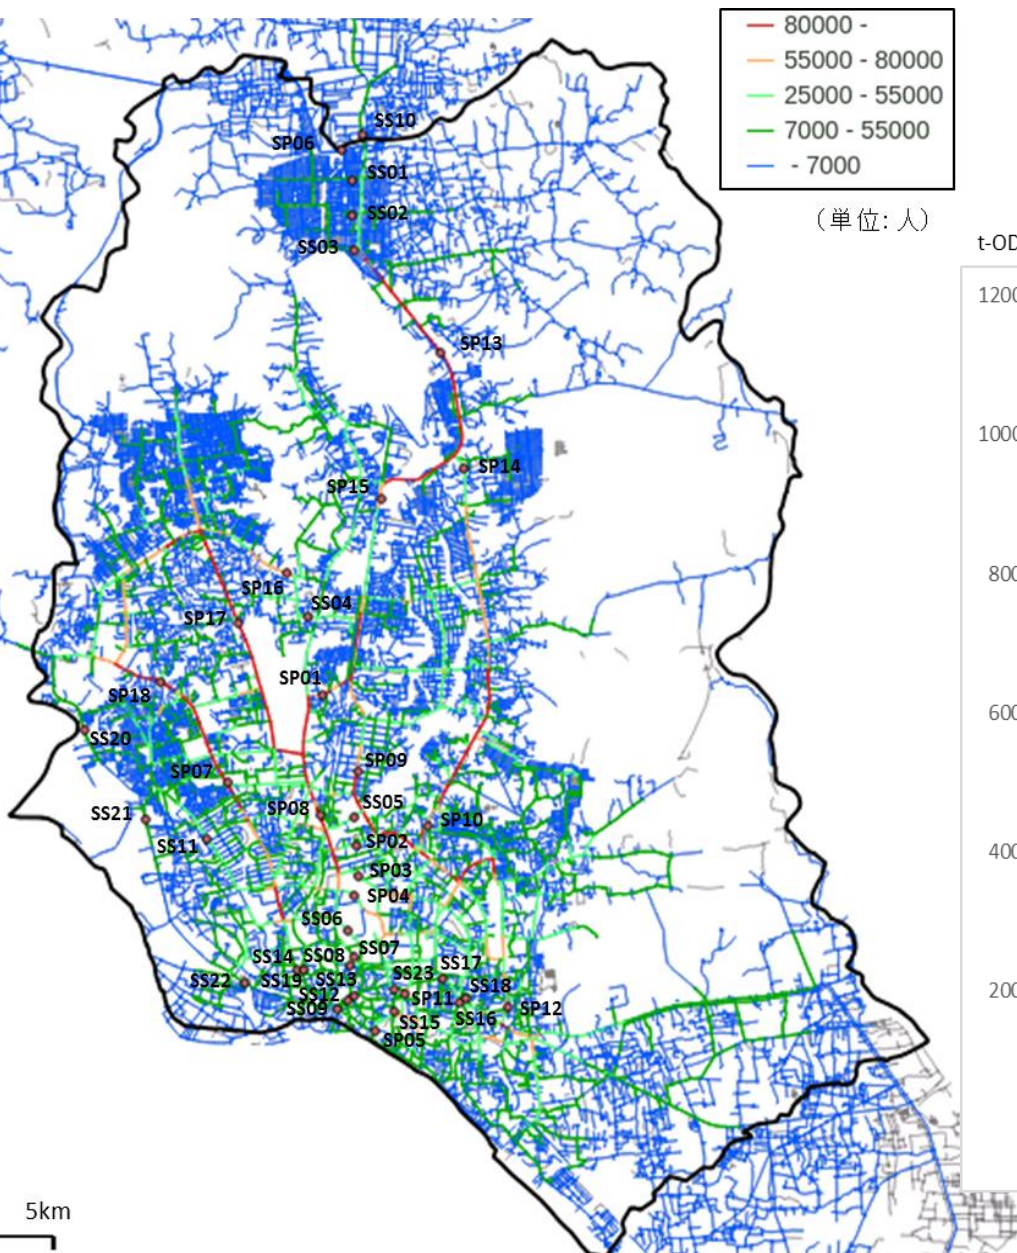 80000 -
55000 - 80000
25000 - 55000
7000 - 55000
- 7000
（単位: 人）
t-OD
1200
1000
800
600
400
200
SS10
SP06
SS01
SS02
SS03
SP13
SP14
SP15
SP16
SS04
SP17
SP01
SP18
SS20
SP09
SP07
SS05
SP08
SP10
SS21
SP02
SS11
SP03
SP04
SS06
SS07
SS14
SS08
SS17
SS23
SS22
SS19
SS13
SS18
SS12
SP11
SS09
SP12
SS15
SS16
SP05
5km